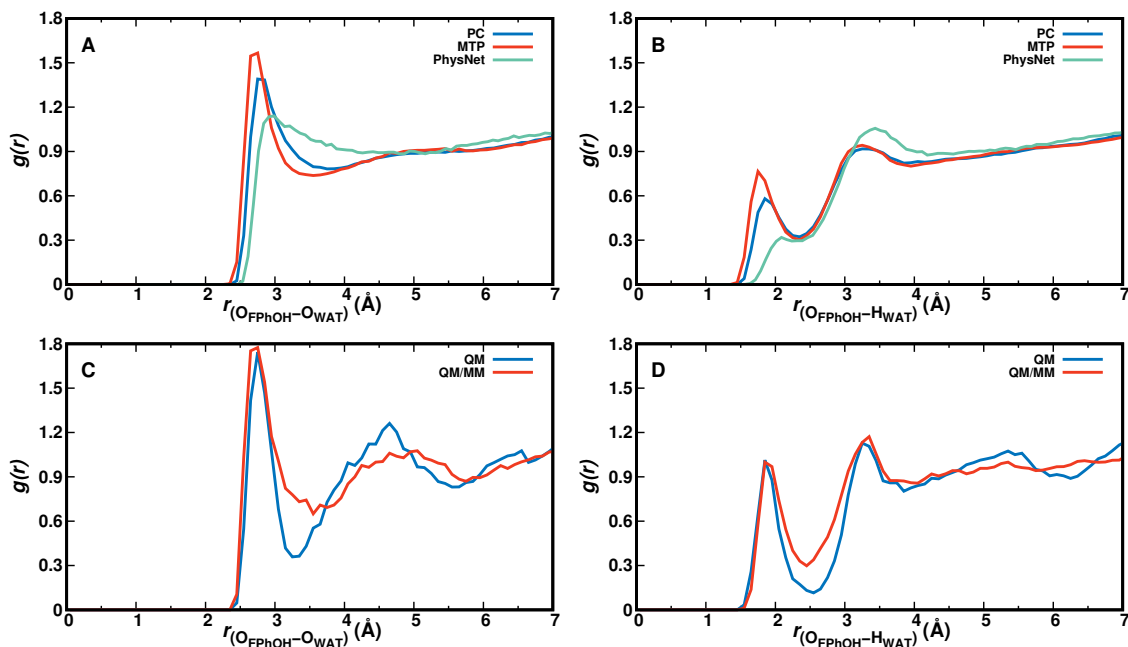 A
PC
MTP
PhysNet
g(r)
1.8
1.5
1.2
0.9
0.6
0.3
0
0 1 2 3 4 5 6 7
r(OFPhOH−OWAT) (Å)
B
PC
MTP
PhysNet
g(r)
1.8
1.5
1.2
0.9
0.6
0.3
0
0 1 2 3 4 5 6 7
r(OFPhOH−HWAT) (Å)
C
QM
QM/MM
g(r)
1.8
1.5
1.2
0.9
0.6
0.3
0
0 1 2 3 4 5 6 7
r(OFPhOH−OWAT) (Å)
D
QM
QM/MM
g(r)
1.8
1.5
1.2
0.9
0.6
0.3
0
0 1 2 3 4 5 6 7
r(OFPhOH−HWAT) (Å)